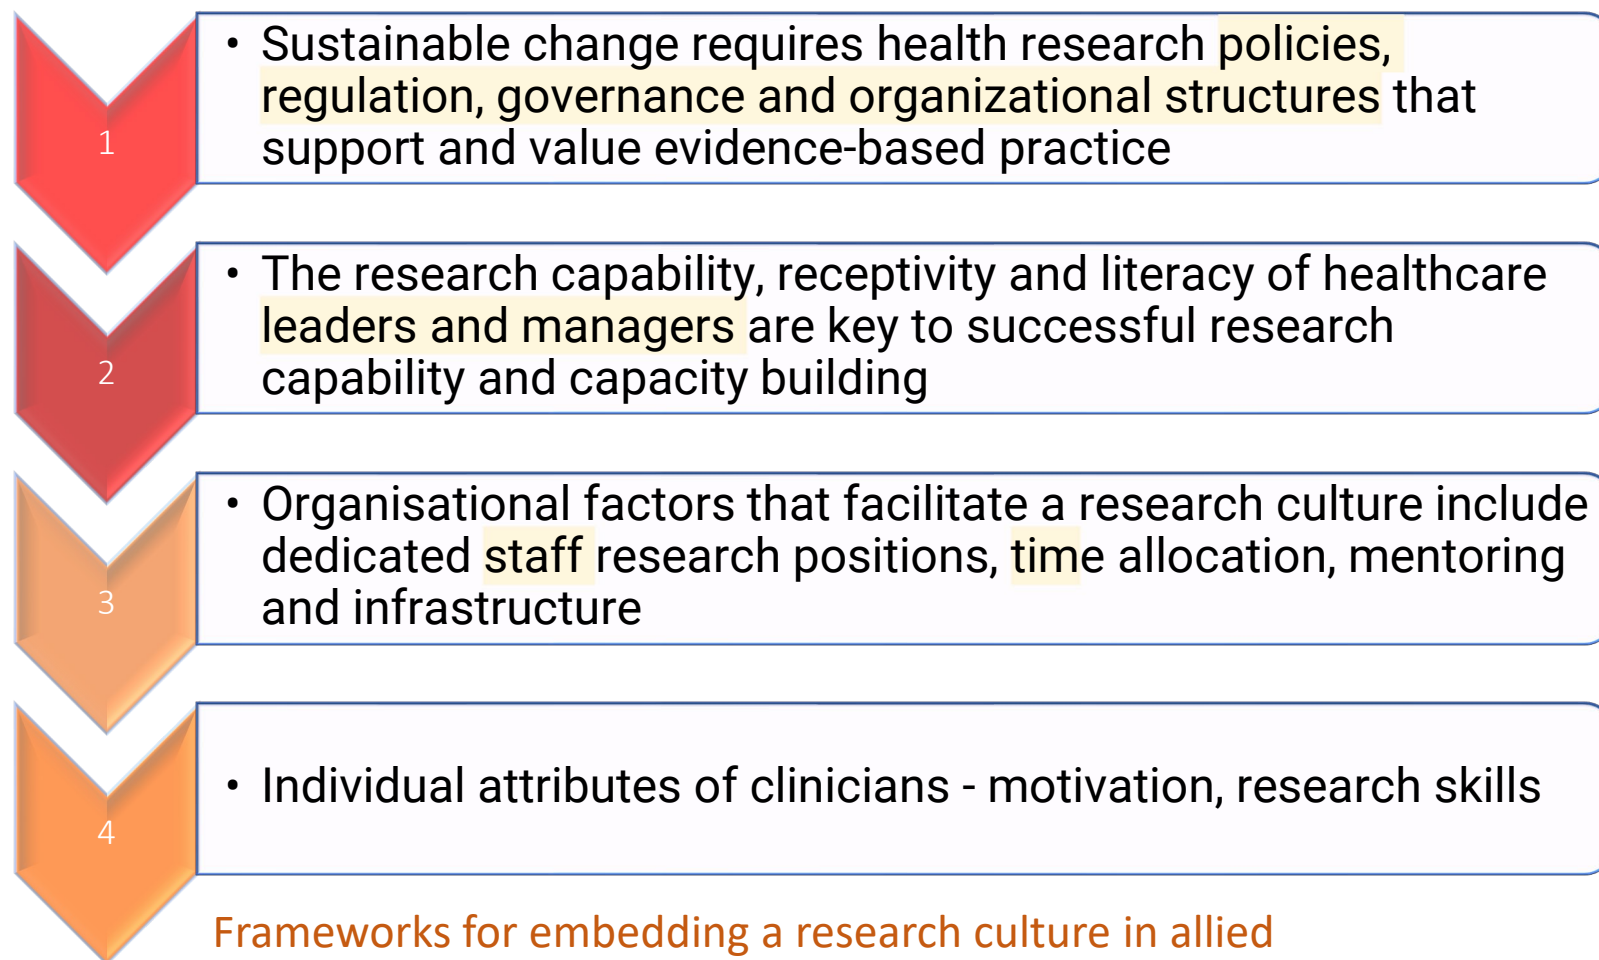 1
• Sustainable change requires health research policies,
regulation, governance and organizational structures that
support and value evidence-based practice
2
• The research capability, receptivity and literacy of healthcare
leaders and managers are key to successful research
capability and capacity building
3
• Organisational factors that facilitate a research culture include
dedicated staff research positions, time allocation, mentoring
and infrastructure
4
• Individual attributes of clinicians - motivation, research skills
Frameworks for embedding a research culture in allied